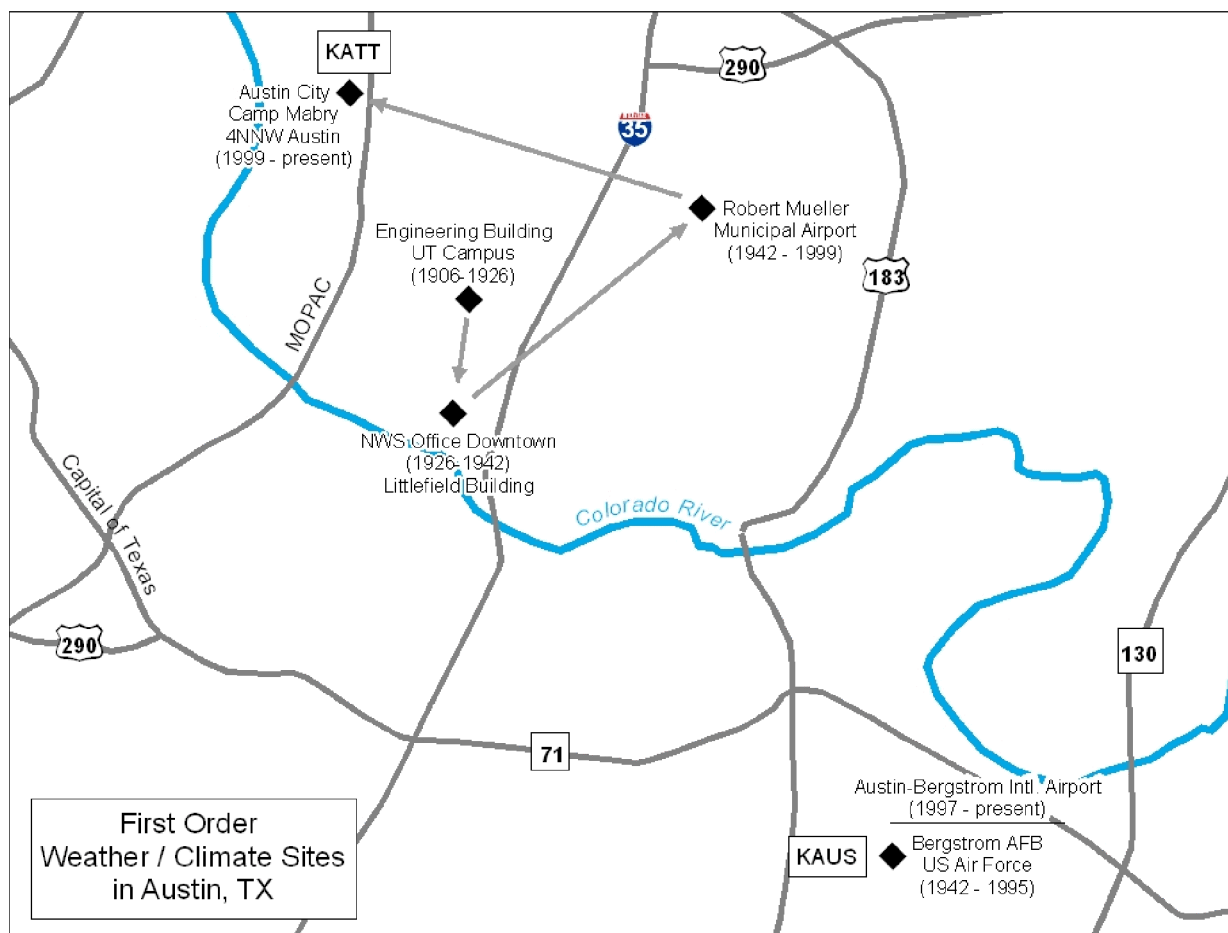 KATT
290
Austin City
Camp Mabry
4NNW Austin
(1999 - present)
35
Robert Mueller
Municipal Airport
(1942 - 1999)
Engineering Building
UT Campus
(1906-1926)
183
MOPAC
NWS Office Downtown
(1926-1942)
Littlefield Building
Capital of Texas
Colorado River
290
130
71
Austin-Bergstrom Intl. Airport
(1997 - present)
KAUS
Bergstrom AFB
US Air Force
(1942 - 1995)
First Order
Weather / Climate Sites
in Austin, TX